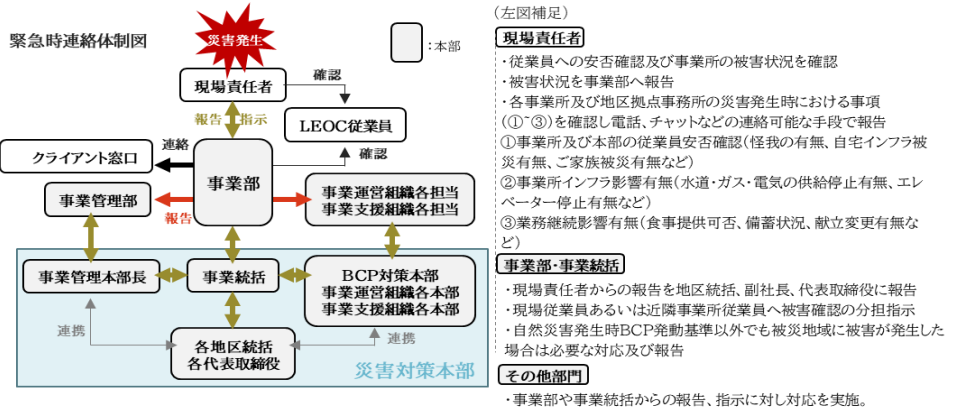 緊急時連絡体制図
災害発生
:本部
現場責任者
確認
報告
指示
LEOC従業員
連絡
クライアント窓口
確認
事業部
事業管理部
報告
事業運営組織各担当
事業支援組織各担当
事業管理本部長
事業統括
BCP対策本部
事業運営組織各本部
事業支援組織各本部
連携
連携
各地区統括
各代表取締役
災害対策本部
（左図補足）
現場責任者
・従業員への安否確認及び事業所の被害状況を確認
・被害状況を事業部へ報告
・各事業所及び地区拠点事務所の災害発生時における事項
(①~③)を確認し電話、チャットなどの連絡可能な手段で報告
①事業所及び本部の従業員安否確認(怪我の有無、自宅インフラ被
災有無、ご家族被災有無など)
②事業所インフラ影響有無(水道・ガス・電気の供給停止有無、エレ
ベーター停止有無など)
③業務継続影響有無(食事提供可否、備蓄状況、献立変更有無な
ど)
事業部・事業統括
・現場責任者からの報告を地区統括、副社長、代表取締役に報告
・現場従業員あるいは近隣事業所従業員へ被害確認の分担指示
・自然災害発生時BCP発動基準以外でも被災地域に被害が発生した
場合は必要な対応及び報告
その他部門
・事業部や事業統括からの報告、指示に対し対応を実施。